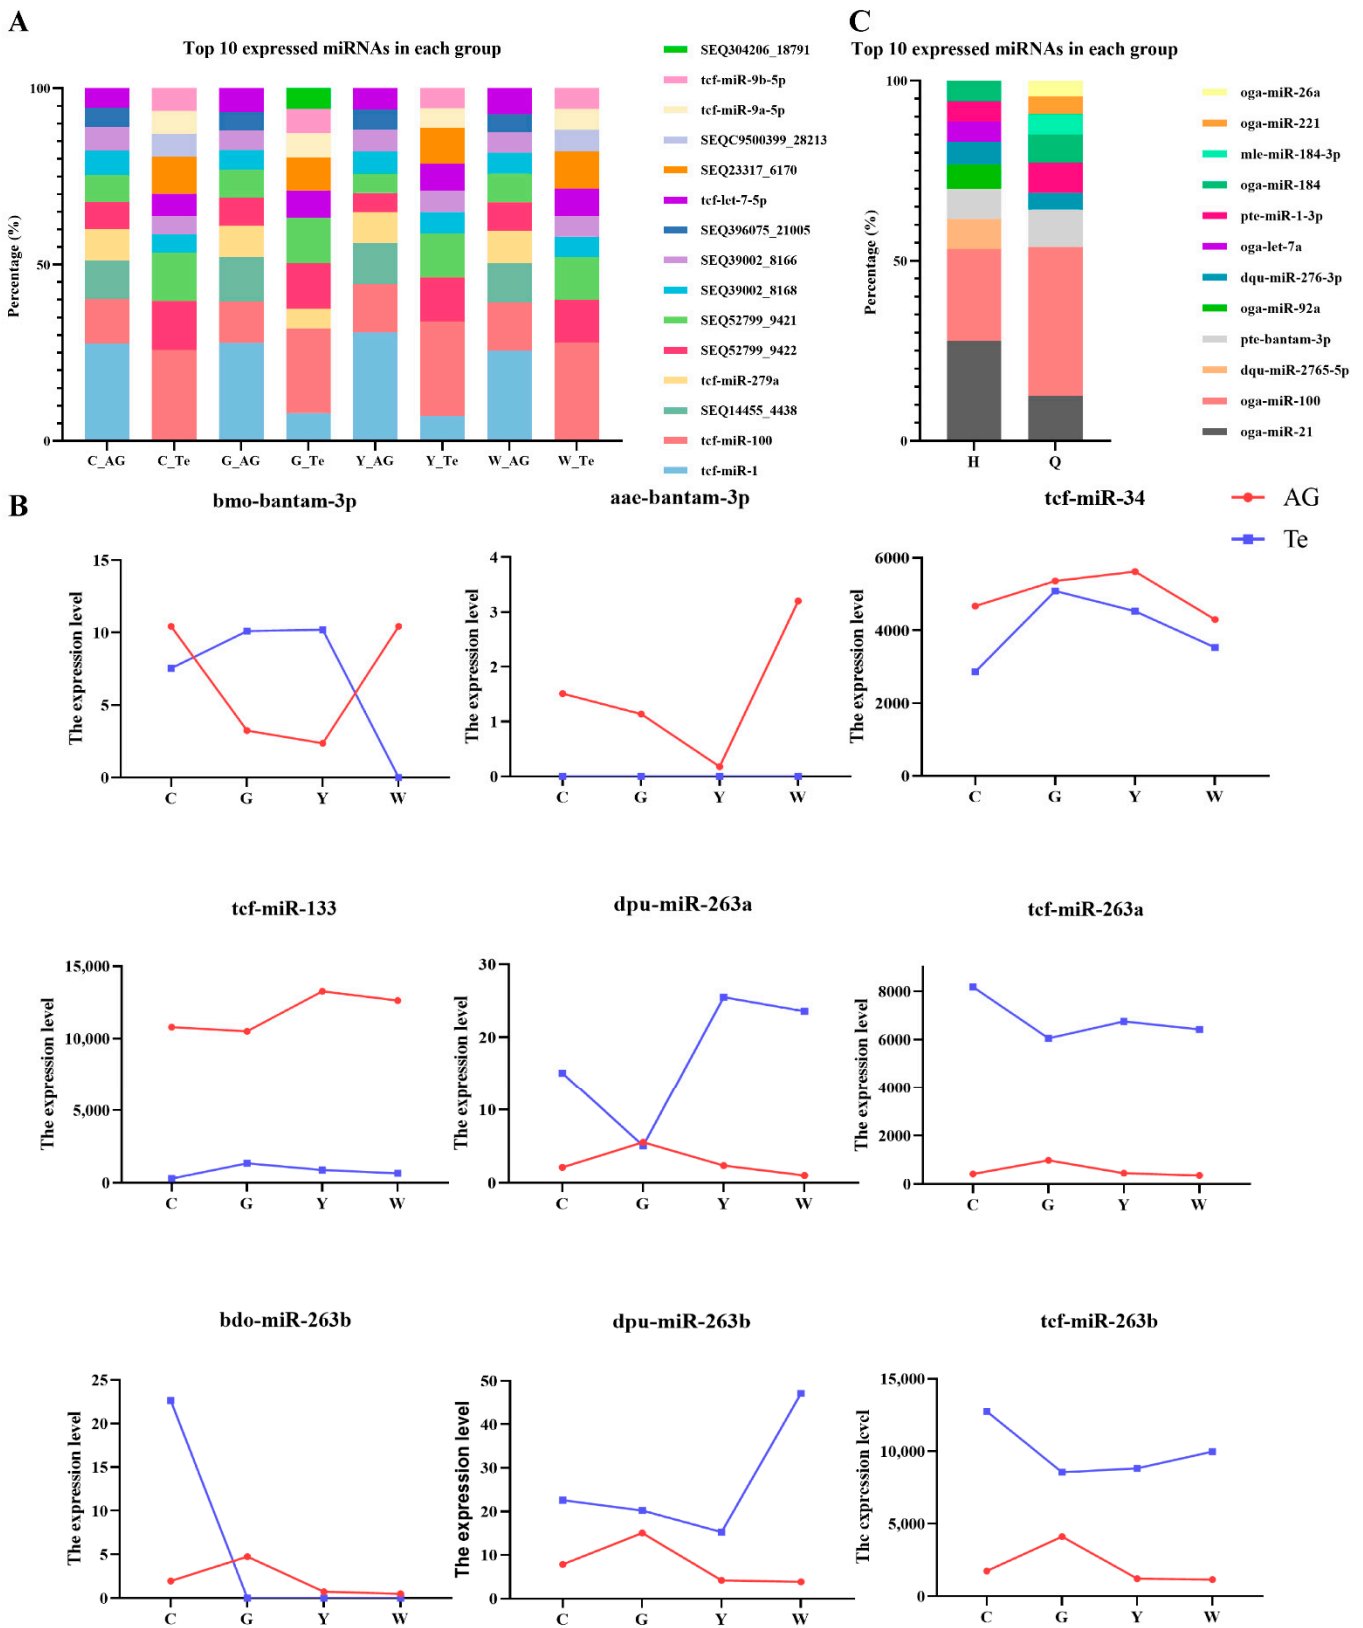 A
Top 10 expressed miRNAs in each group
Percentage (%)
100
50
0
C_AG
C_Te
G_AG
G_Te
Y_AG
Y_Te
W_AG
W_Te
SEQ304206_18791
tcf-miR-9b-5p
tcf-miR-9a-5p
SEQC9500399_28213
SEQ23317_6170
tcf-let-7-5p
SEQ396075_21005
SEQ39002_8166
SEQ39002_8168
SEQ52799_9421
SEQ52799_9422
tcf-miR-279a
SEQ14455_4438
tcf-miR-100
tcf-miR-1
C
Top 10 expressed miRNAs in each group
Percentage (%)
100
50
0
H
Q
oga-miR-26a
oga-miR-221
mle-miR-184-3p
oga-miR-184
pte-miR-1-3p
oga-let-7a
dqu-miR-276-3p
oga-miR-92a
pte-bantam-3p
dqu-miR-2765-5p
oga-miR-100
oga-miR-21
B
bmo-bantam-3p
The expression level
15
10
5
0
C
G
Y
W
aae-bantam-3p
The expression level
4
3
2
1
0
C
G
Y
W
tcf-miR-34
The expression level
6000
4000
2000
0
C
G
Y
W
AG
Te
tcf-miR-133
The expression level
15,000
10,000
5,000
0
C
G
Y
W
dpu-miR-263a
The expression level
30
20
10
0
C
G
Y
W
tcf-miR-263a
The expression level
8000
6000
4000
2000
0
C
G
Y
W
bdo-miR-263b
The expression level
25
20
15
10
5
0
C
G
Y
W
dpu-miR-263b
The expression level
50
40
30
20
10
0
C
G
Y
W
tcf-miR-263b
The expression level
15,000
10,000
5,000
0
C
G
Y
W